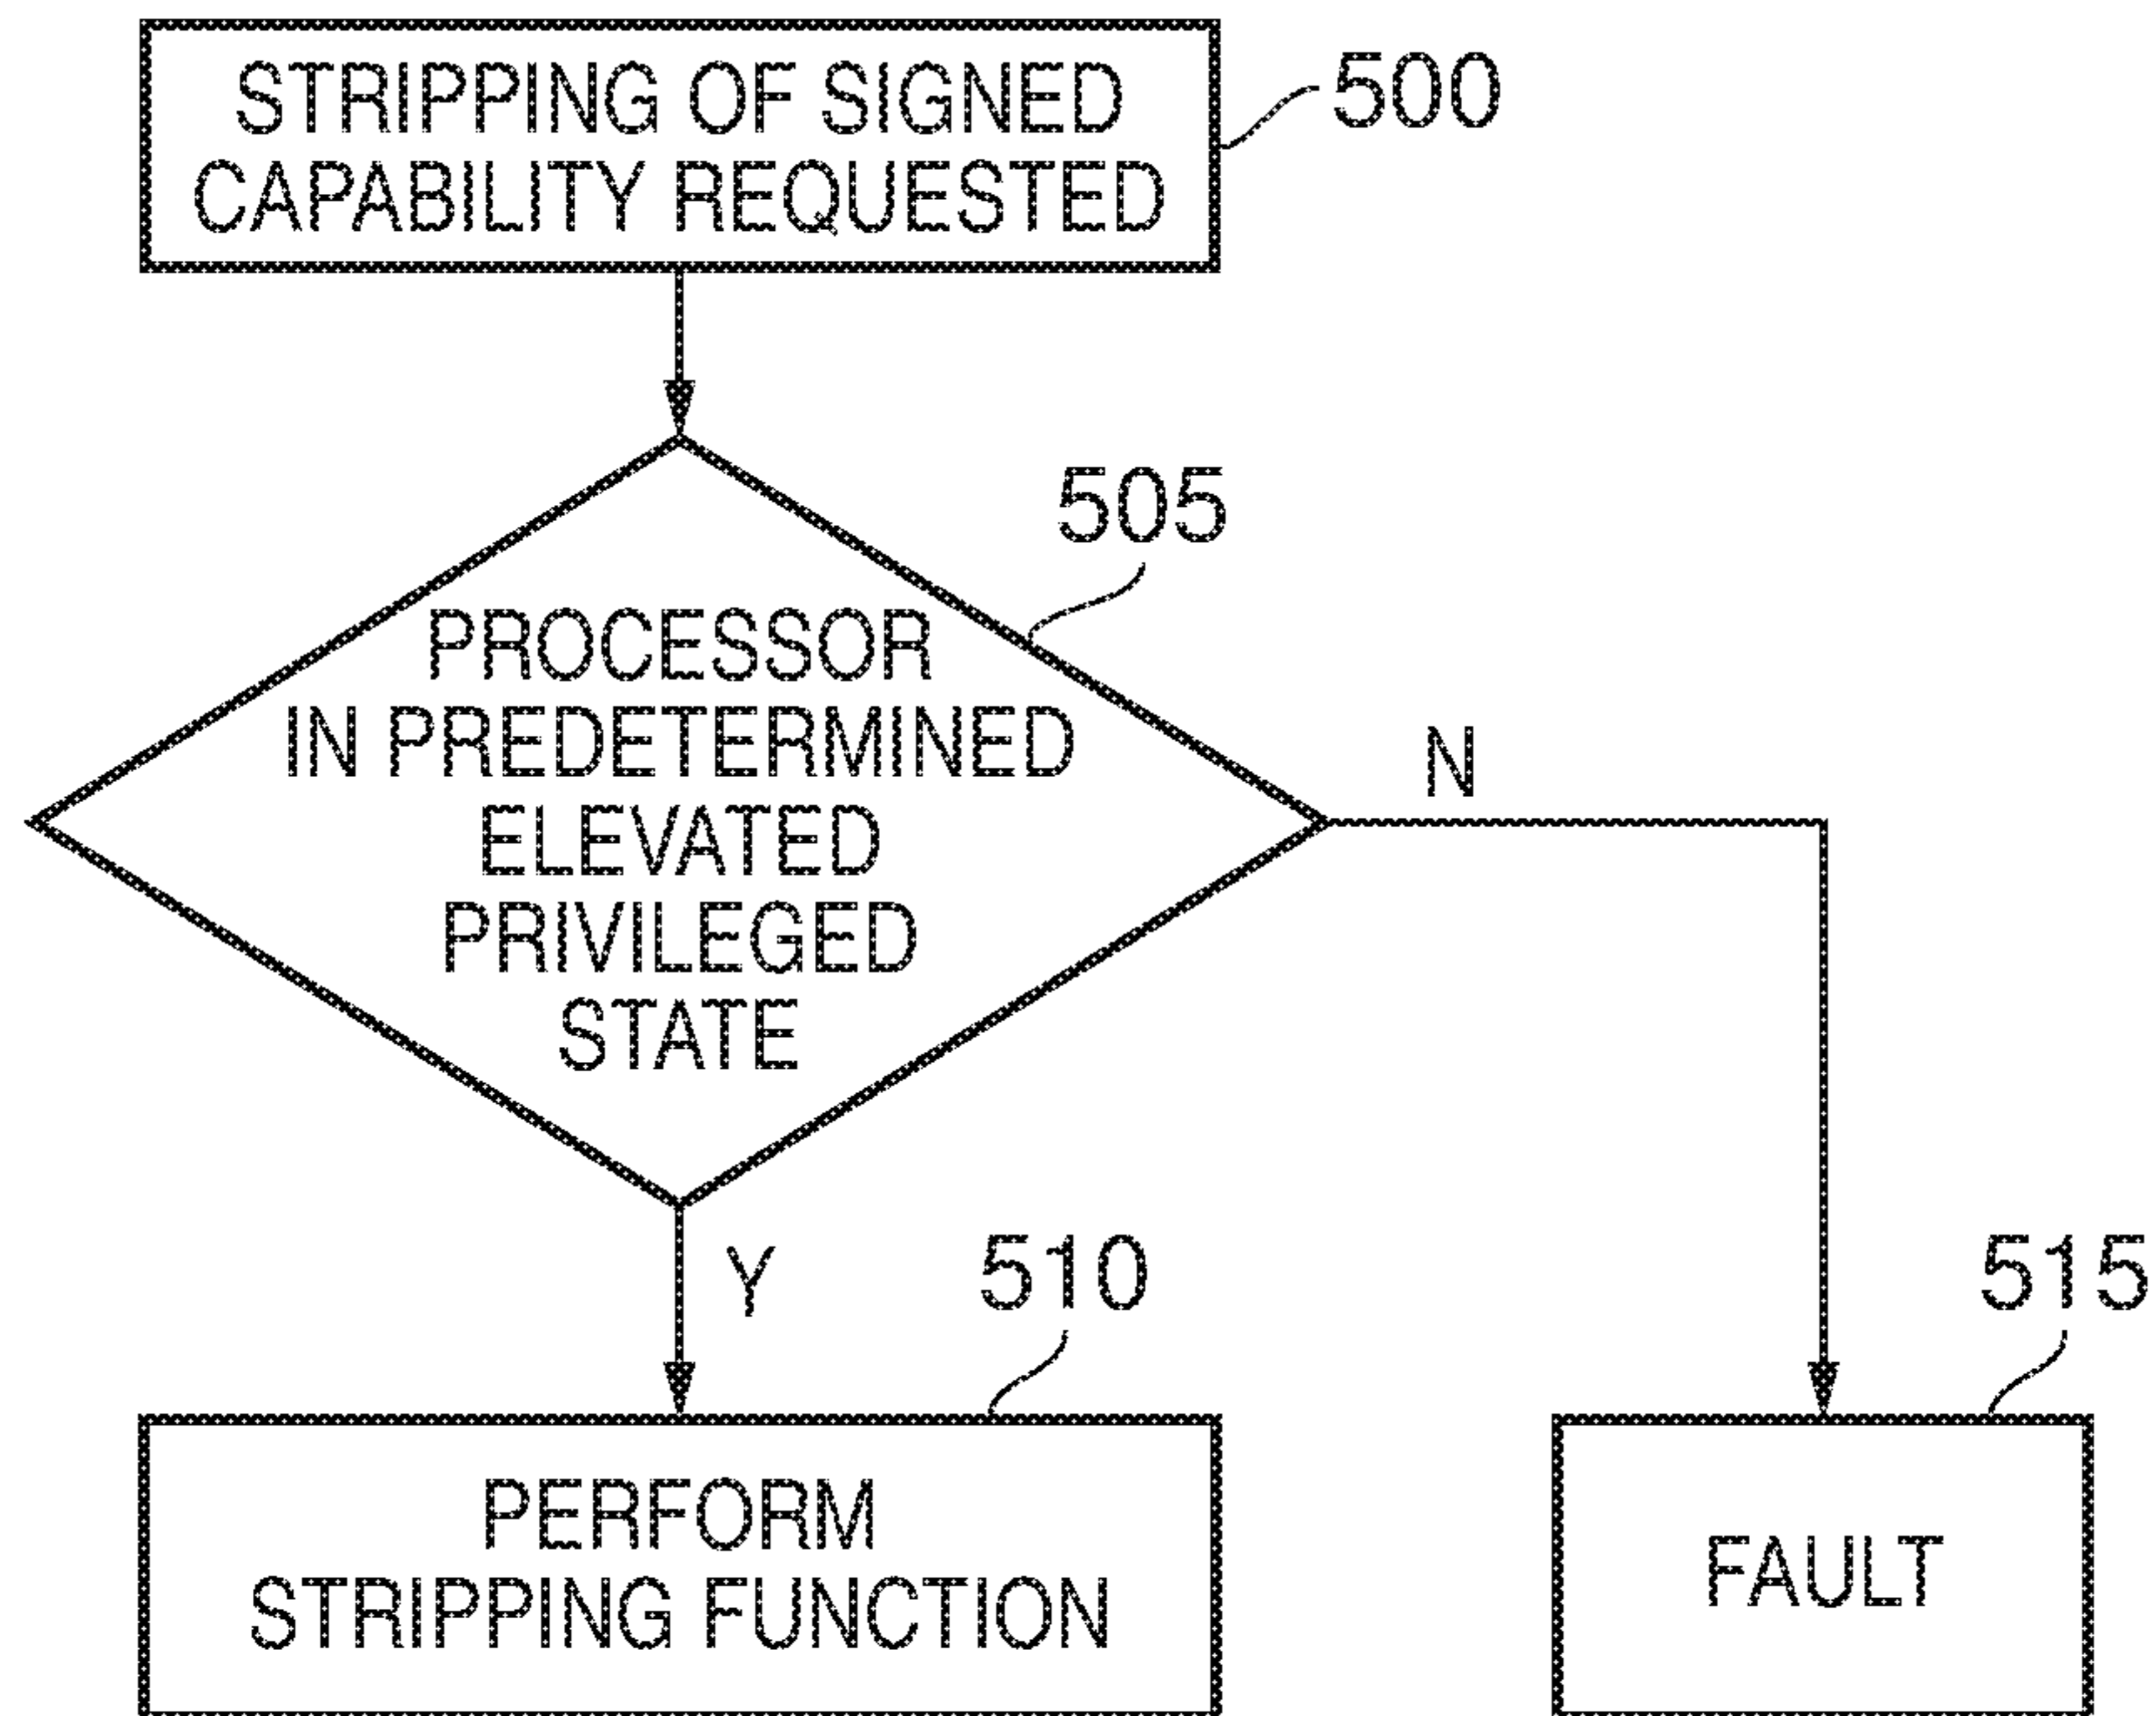 STRIPPING OF SIGNED
CAPABILITY REQUESTED
500
505
PROCESSOR
IN PREDETERMINED
ELEVATED
PRIVILEGED
STATE
N
Y
510
515
PERFORM
STRIPPING FUNCTION
FAULT